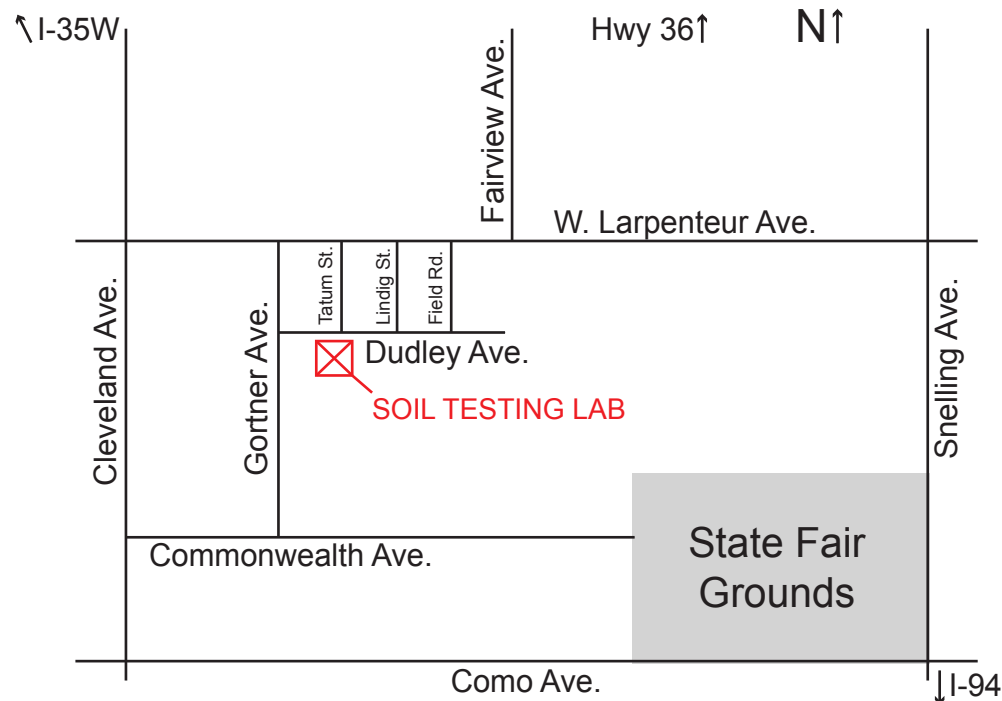 ↖I-35W
Hwy 36↑
N↑
Fairview Ave.
W. Larpenteur Ave.
Cleveland Ave.
Gortner Ave.
Tatum St.
Lindig St.
Field Rd.
Snelling Ave.
Dudley Ave.
SOIL TESTING LAB
Commonwealth Ave.
State Fair
Grounds
Como Ave.
↓I-94